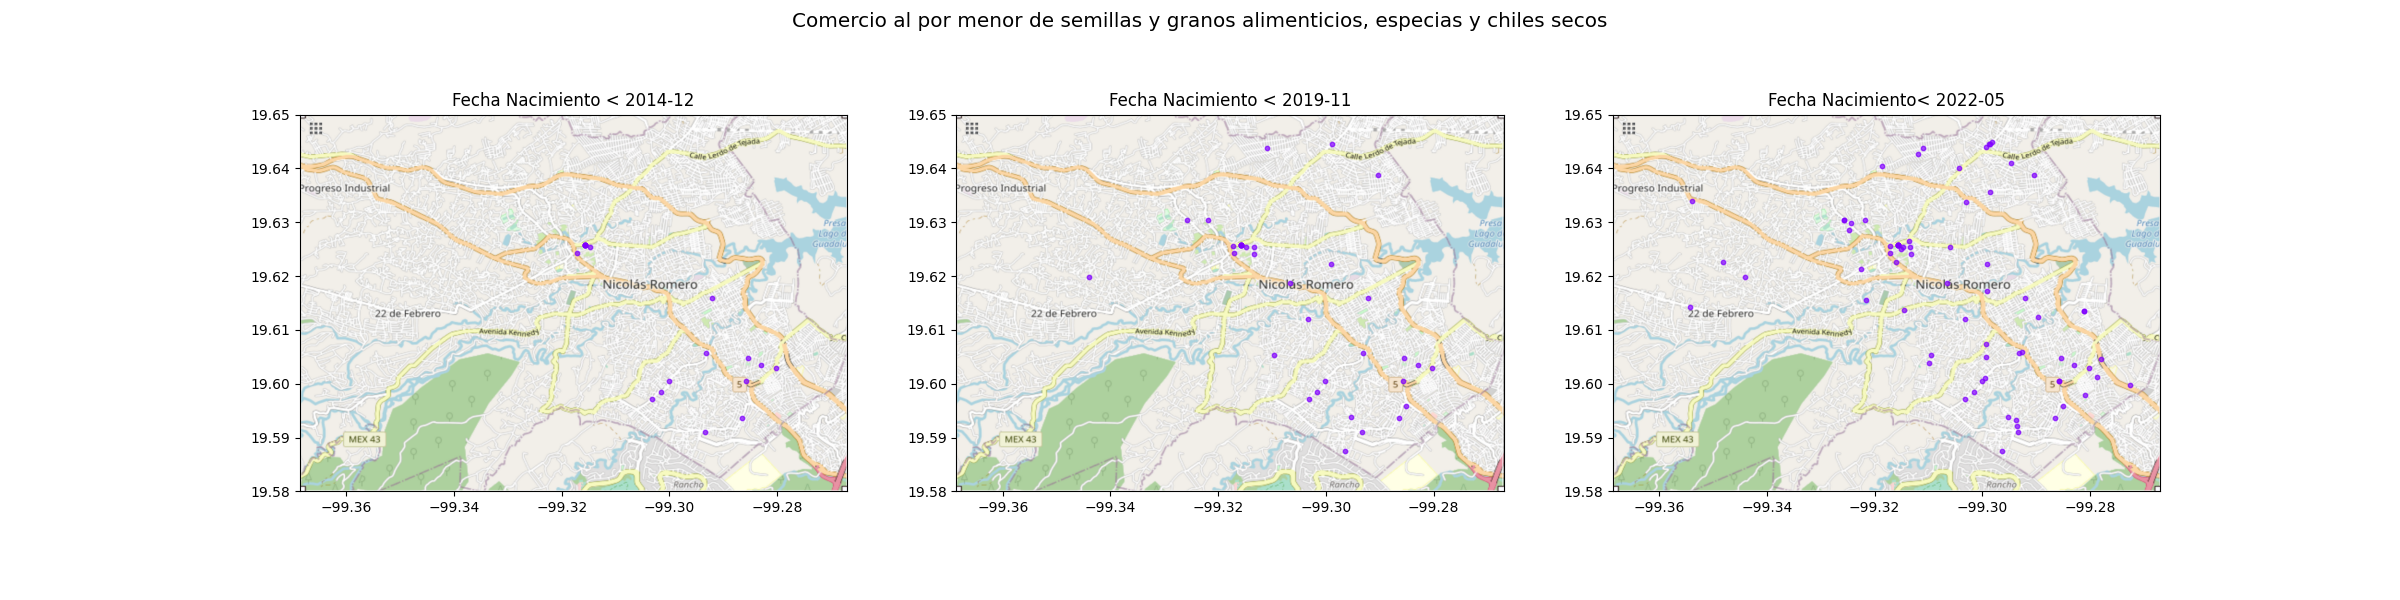 Comercio al por menor de semillas y granos alimenticios, especias y chiles secos
Fecha Nacimiento < 2014-12
19.65
19.64
19.63
19.62
19.61
19.60
19.59
19.58
−99.36
−99.34
−99.32
−99.30
−99.28
Calle Lerdo de Tejada
Progreso Industrial
Presa
Lago d
Guadalu
Nicolás Romero
22 de Febrero
Avenida Kennedy
5
MEX 43
Rancho
Fecha Nacimiento < 2019-11
19.65
19.64
19.63
19.62
19.61
19.60
19.59
19.58
−99.36
−99.34
−99.32
−99.30
−99.28
Calle Lerdo de Tejada
Progreso Industrial
Presa
Lago d
Guadalu
Nicolás Romero
22 de Febrero
Avenida Kennedy
5
MEX 43
Rancho
Fecha Nacimiento< 2022-05
19.65
19.64
19.63
19.62
19.61
19.60
19.59
19.58
−99.36
−99.34
−99.32
−99.30
−99.28
Calle Lerdo de Tejada
Progreso Industrial
Presa
Lago d
Guadalu
Nicolás Romero
22 de Febrero
Avenida Kennedy
5
MEX 43
Rancho